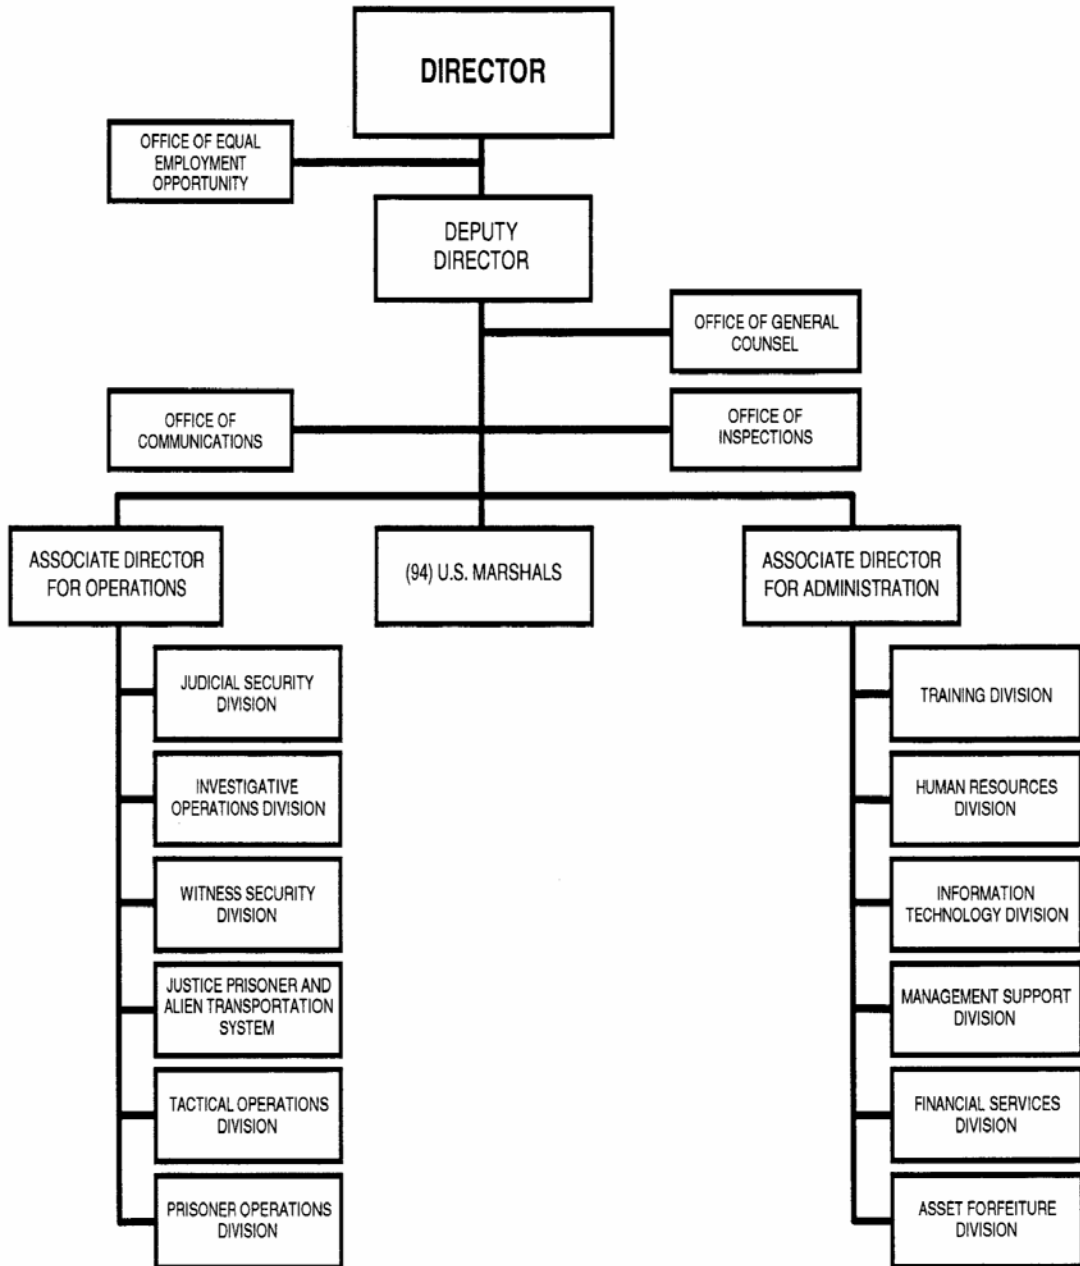 DIRECTOR
OFFICE OF EQUAL
EMPLOYMENT
OPPORTUNITY
DEPUTY
DIRECTOR
OFFICE OF GENERAL
COUNSEL
OFFICE OF
COMMUNICATIONS
OFFICE OF
INSPECTIONS
ASSOCIATE DIRECTOR
FOR OPERATIONS
(94) U.S. MARSHALS
ASSOCIATE DIRECTOR
FOR ADMINISTRATION
JUDICIAL SECURITY
DIVISION
INVESTIGATIVE
OPERATIONS DIVISION
WITNESS SECURITY
DIVISION
JUSTICE PRISONER AND
ALIEN TRANSPORTATION
SYSTEM
TACTICAL OPERATIONS
DIVISION
PRISONER OPERATIONS
DIVISION
TRAINING DIVISION
HUMAN RESOURCES
DIVISION
INFORMATION
TECHNOLOGY DIVISION
MANAGEMENT SUPPORT
DIVISION
FINANCIAL SERVICES
DIVISION
ASSET FORFEITURE
DIVISION